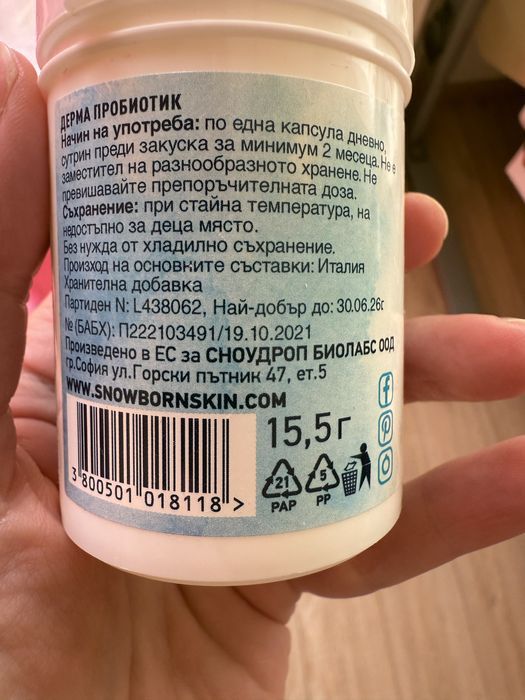 ДЕРМА ПРОБИОТИК
Начин на употреба: по една капсула дневно,
сутрин преди закуска за минимум 2 месеца. Не е
заместител на разнообразното хранене. Не
превишавайте препоръчителната доза.
Съхранение: при стайна температура, на
недостъпно за деца място.
Без нужда от хладилно съхранение.
Произход на основните съставки: Италия
Хранителна добавка
Партиден N: L438062, Най-добър до: 30.06.26г
№ (БАБХ): П222103491/19.10.2021
Произведено в ЕС за СНОУДРОП БИОЛАБС ООД
гр.София ул.Горски пътник 47, ет.5
WWW.SNOWBORNSKIN.COM
15,5г
21
PAP
5
PP
3 800501 018118 >